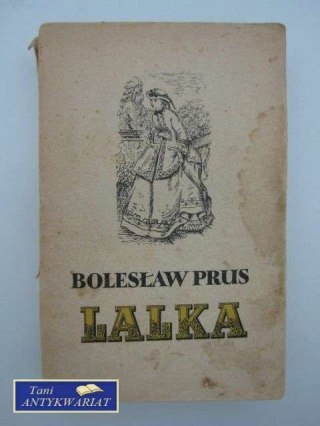 BOLESŁAW PRUS
LALKA
Tani
ANTYKWARIAT